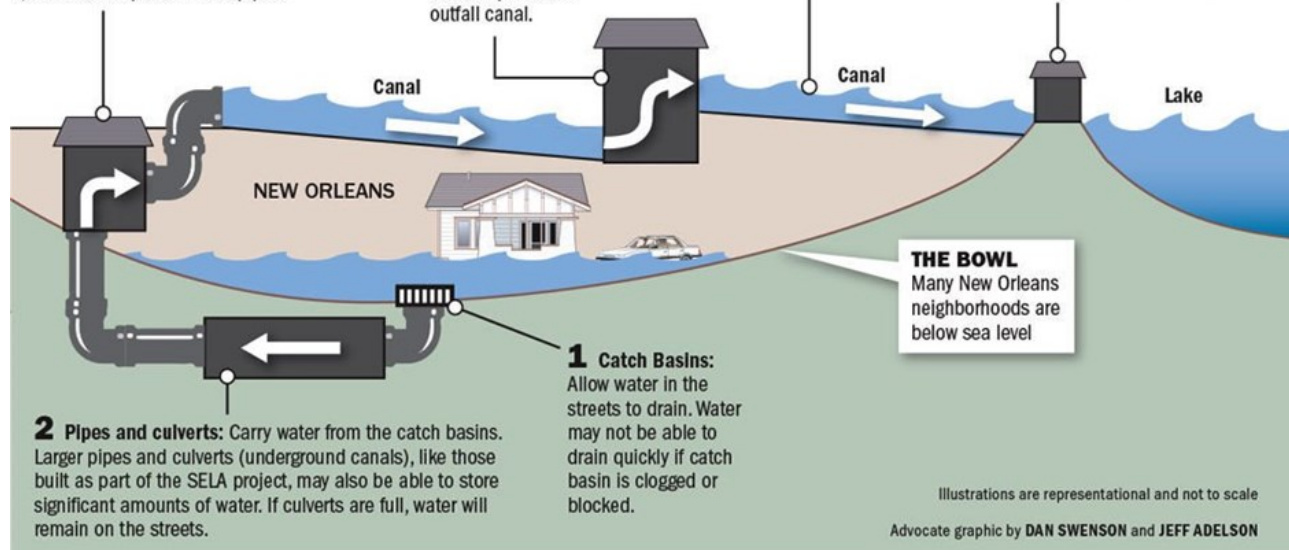 outfall canal.
Canal
Canal
Lake
NEW ORLEANS
THE BOWL
Many New Orleans
neighborhoods are
below sea level
1 Catch Basins:
Allow water in the
streets to drain. Water
may not be able to
drain quickly if catch
basin is clogged or
blocked.
2 Pipes and culverts: Carry water from the catch basins.
Larger pipes and culverts (underground canals), like those
built as part of the SELA project, may also be able to store
significant amounts of water. If culverts are full, water will
remain on the streets.
Illustrations are representational and not to scale
Advocate graphic by DAN SWENSON and JEFF ADELSON